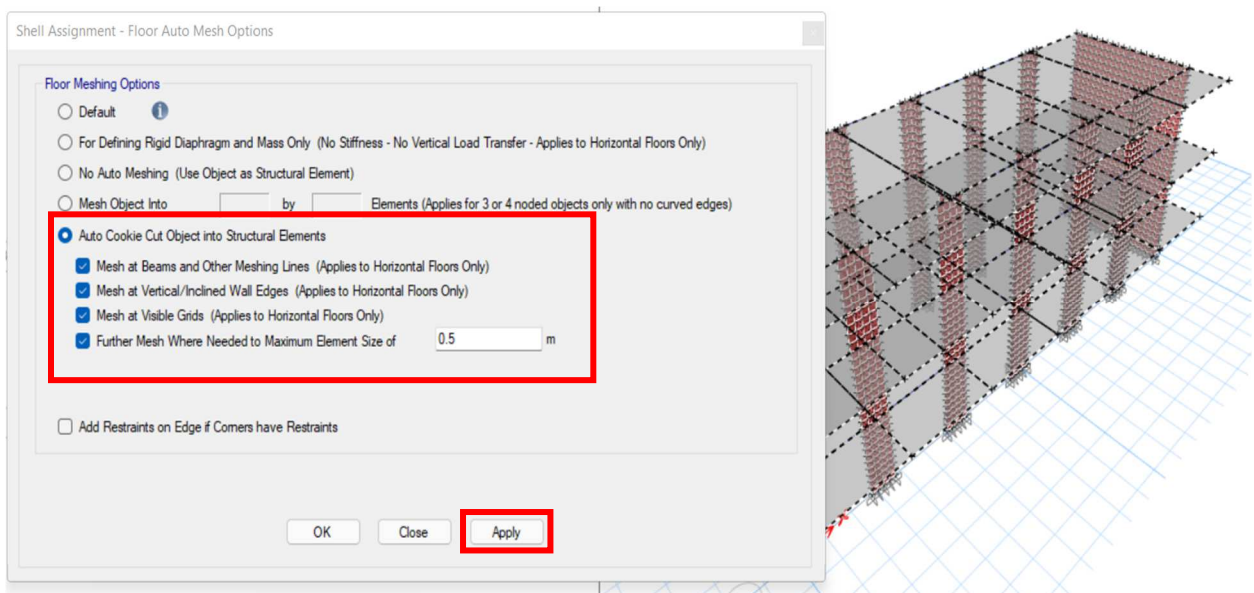 Shell Assignment - Floor Auto Mesh Options
Floor Meshing Options
Default
For Defining Rigid Diaphragm and Mass Only (No Stiffness - No Vertical Load Transfer - Applies to Horizontal Floors Only)
No Auto Meshing (Use Object as Structural Element)
Mesh Object Into by Elements (Applies for 3 or 4 noded objects only with no curved edges)
Auto Cookie Cut Object into Structural Elements
Mesh at Beams and Other Meshing Lines (Applies to Horizontal Floors Only)
Mesh at Vertical/Inclined Wall Edges (Applies to Horizontal Floors Only)
Mesh at Visible Grids (Applies to Horizontal Floors Only)
Further Mesh Where Needed to Maximum Element Size of 0.5 m
Add Restraints on Edge if Corners have Restraints
OK Close Apply